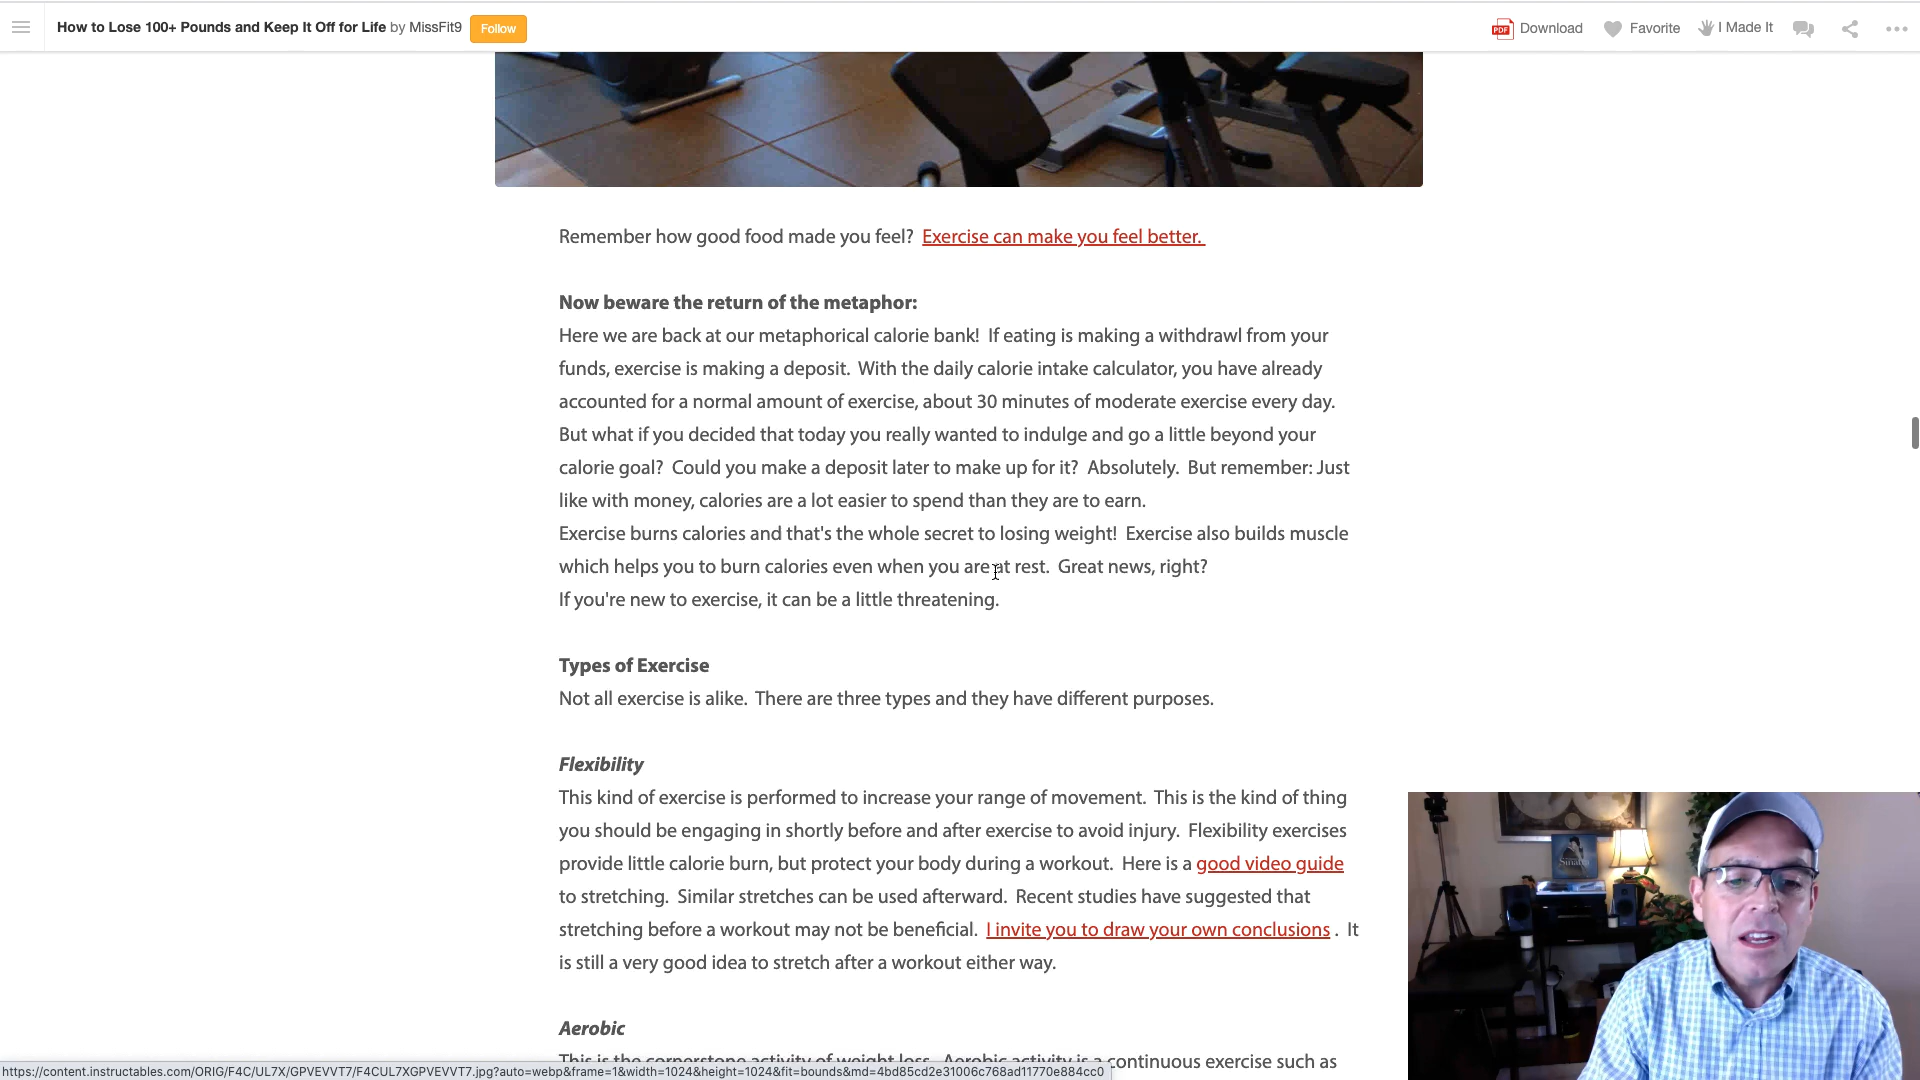 How to Lose 100+ Pounds and Keep It Off for Life by MissFit9 Follow PDF Download Favorite I Made It
Remember how good food made you feel?  Exercise can make you feel better.
Now beware the return of the metaphor:
Here we are back at our metaphorical calorie bank!  If eating is making a withdrawl from your
funds, exercise is making a deposit.  With the daily calorie intake calculator, you have already
accounted for a normal amount of exercise, about 30 minutes of moderate exercise every day.
But what if you decided that today you really wanted to indulge and go a little beyond your
calorie goal?  Could you make a deposit later to make up for it?  Absolutely.  But remember: Just
like with money, calories are a lot easier to spend than they are to earn.
Exercise burns calories and that's the whole secret to losing weight!  Exercise also builds muscle
which helps you to burn calories even when you are at rest.  Great news, right?
If you're new to exercise, it can be a little threatening.
Types of Exercise
Not all exercise is alike.  There are three types and they have different purposes.
Flexibility
This kind of exercise is performed to increase your range of movement.  This is the kind of thing
you should be engaging in shortly before and after exercise to avoid injury.  Flexibility exercises
provide little calorie burn, but protect your body during a workout.  Here is a good video guide
to stretching.  Similar stretches can be used afterward.  Recent studies have suggested that
stretching before a workout may not be beneficial.  I invite you to draw your own conclusions .  It
is still a very good idea to stretch after a workout either way.
Aerobic
This is the cornerstone activity of weight loss.  Aerobic activity is a continuous exercise such as
https://content.instructables.com/ORIG/F4C/UL7X/GPVEVVT7/F4CUL7XGPVEVVT7.jpg?auto=webp&frame=1&width=1024&height=1024&fit=bounds&md=4bd85cd2e31006c768ad11770e884cc0
Sinatra